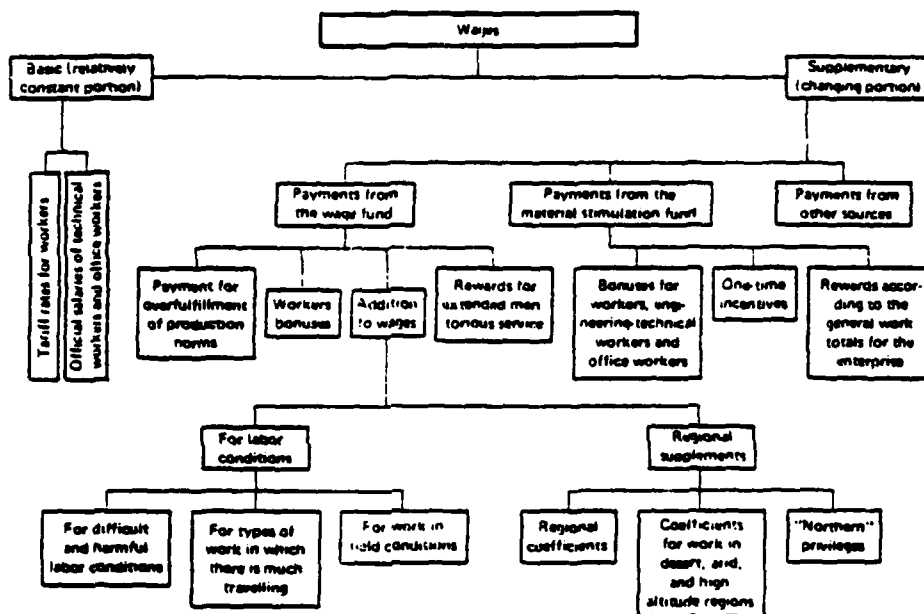 Wages
Basic (relatively
constant portion)
Supplementary
(changing portion)
Tariff rates for workers
Official salaries of technical
workers and office workers
Payments from
the wage fund
Payments from the
material stimulation fund
Payments from
other sources
Payment for
overfulfillment
of production
norms
Workers
bonuses
Addition
to wages
Rewards for
extended meri
torious service
Bonuses for
workers, eng-
neering-technical
workers and
office workers
One-time
incentives
Rewards accor-
ding to the
general work
totals for the
enterprise
For labor
conditions
Regional
supplements
For difficult
and harmful
labor conditions
For types of
work in which
there is much
travelling
For work in
field conditions
Regional
coefficients
Coefficients
for work in
desert, arid,
and high
altitude regions
"Northern"
privileges